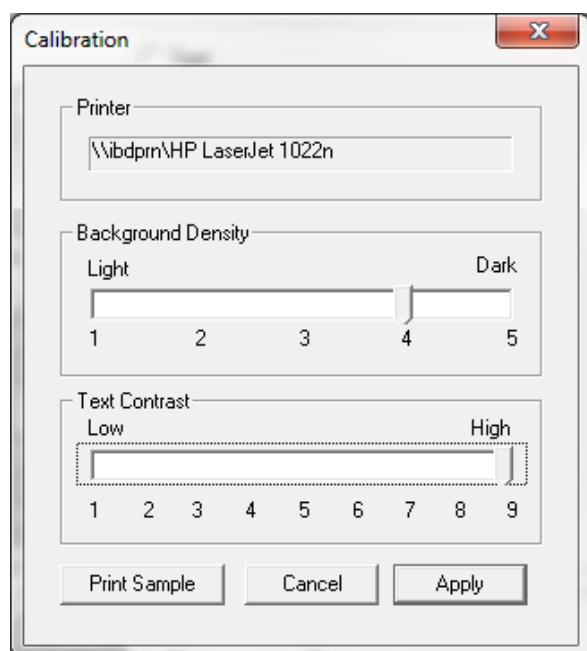 Calibration
Printer
\\ibdprn\HP LaserJet 1022n
Background Density
Light Dark
1 2 3 4 5
Text Contrast
Low High
1 2 3 4 5 6 7 8 9
Print Sample Cancel Apply